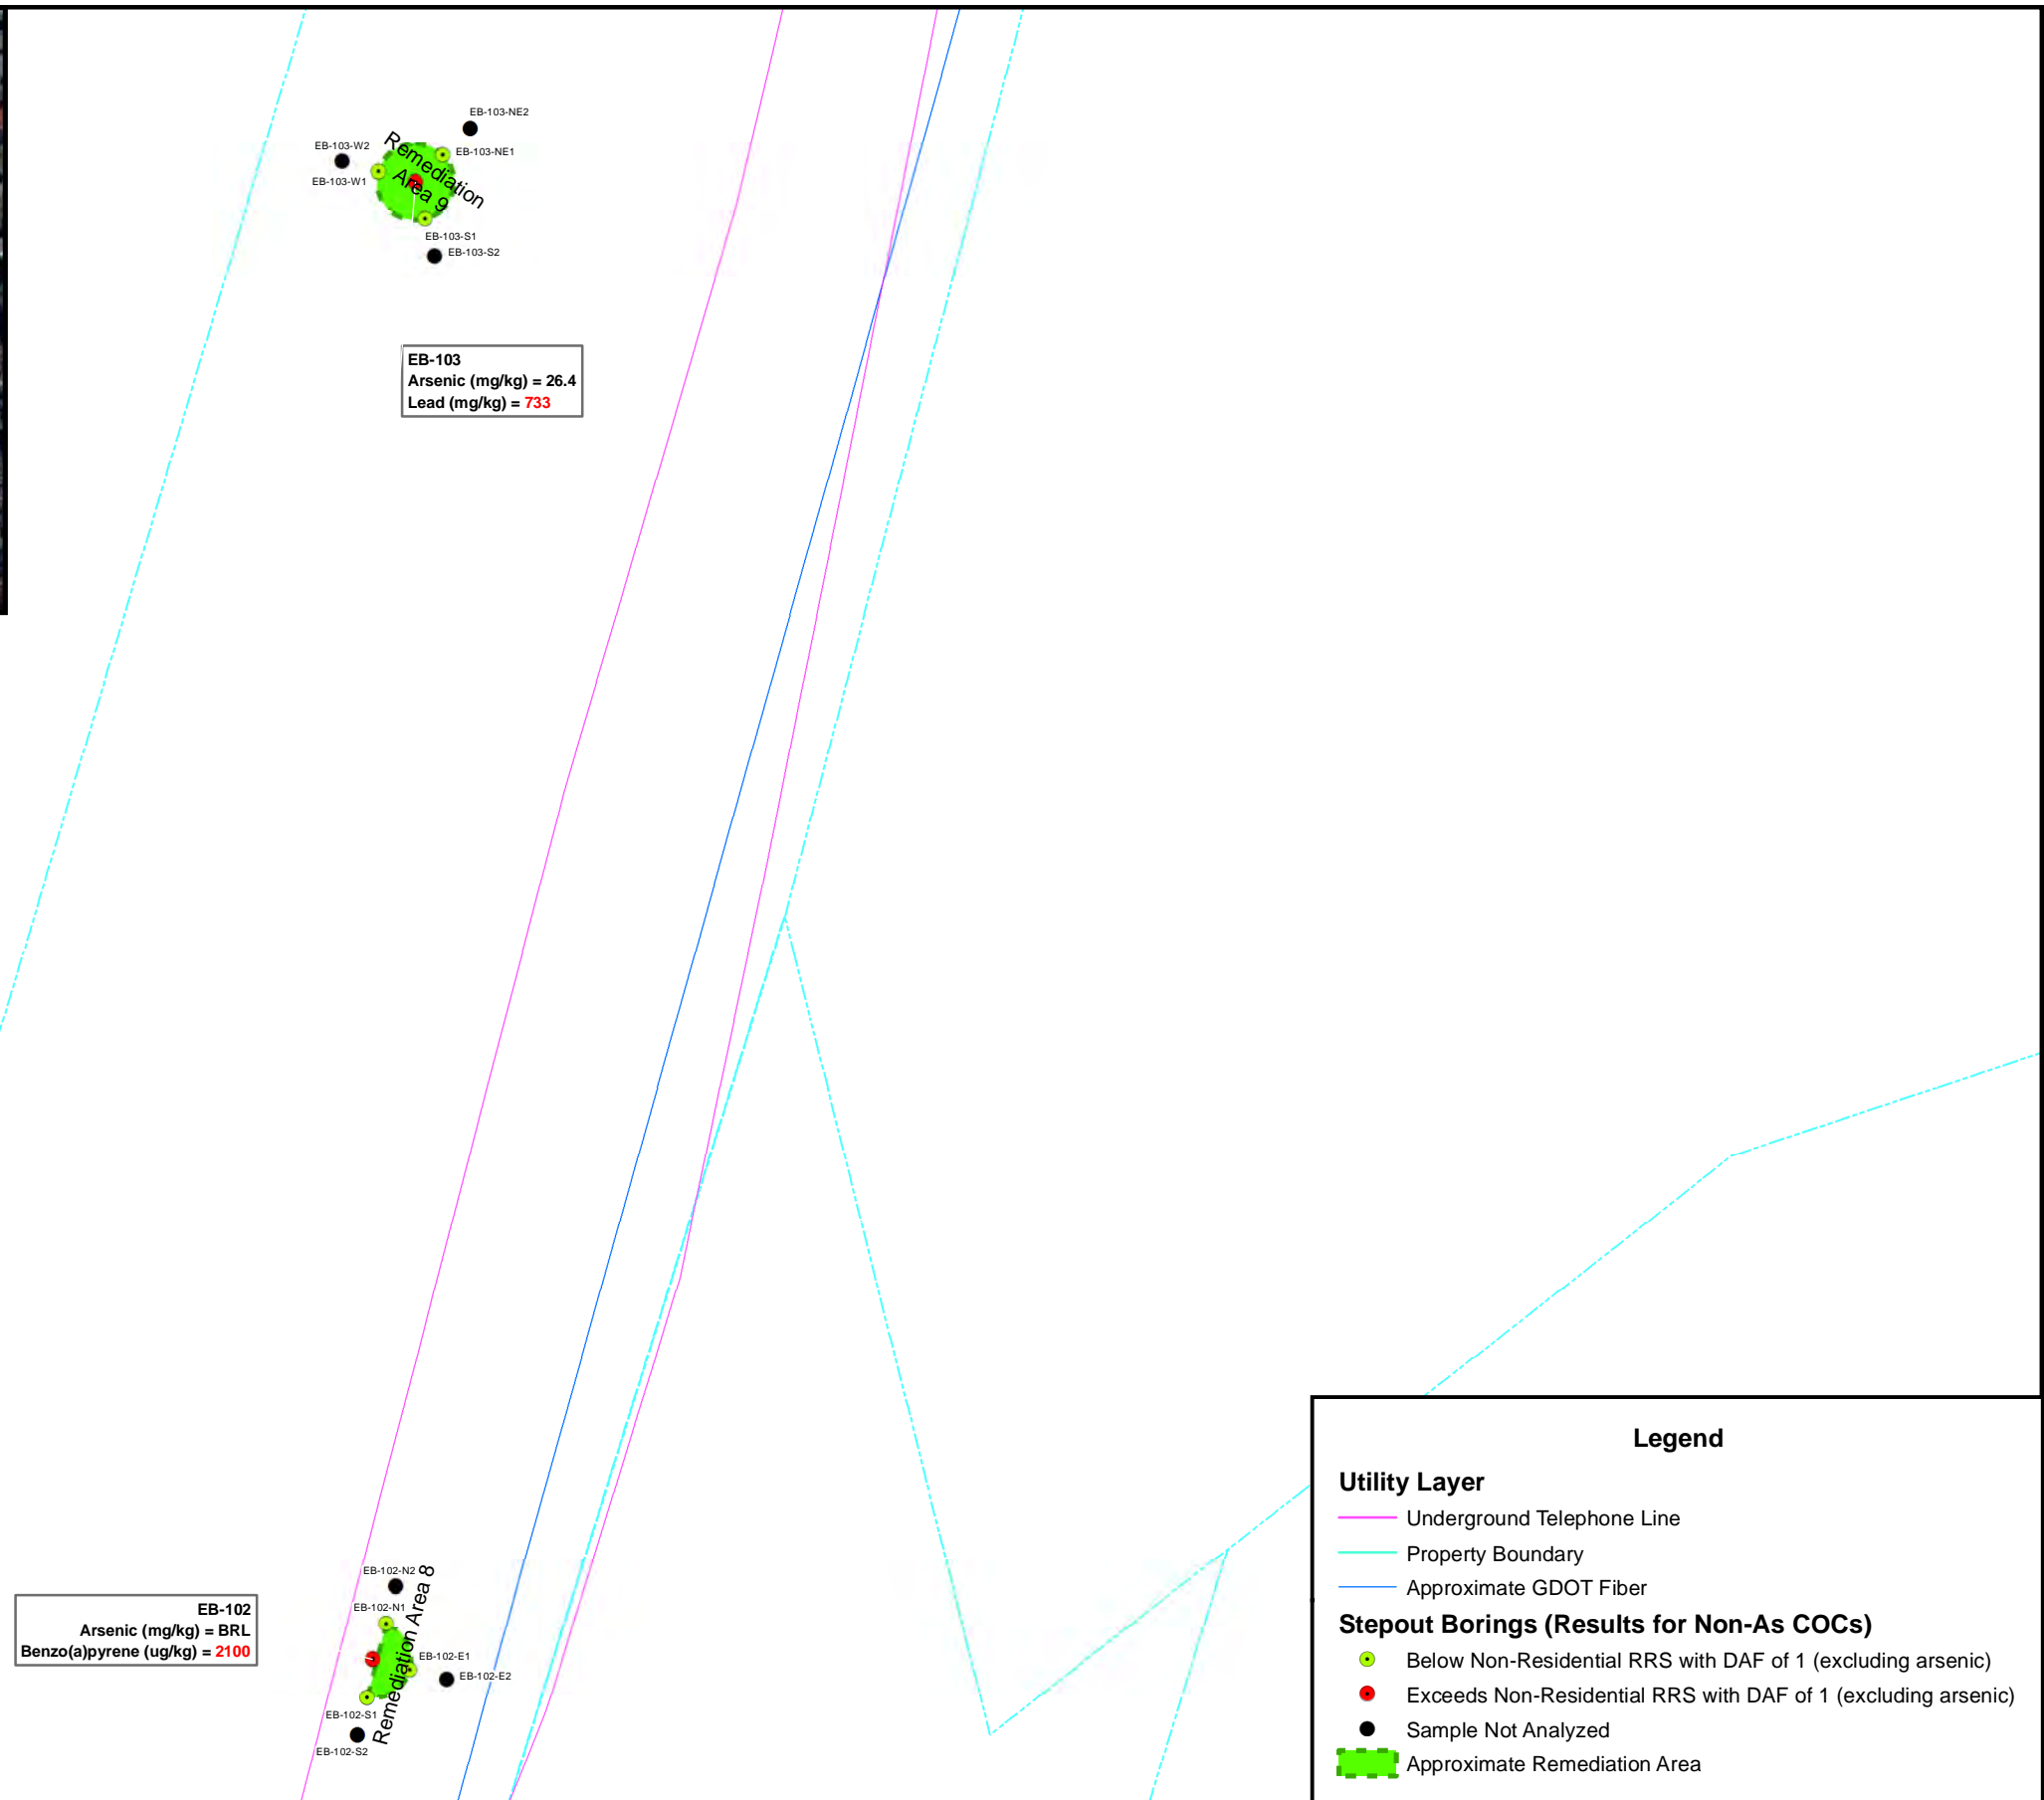 EB-103-NE2
EB-103-W2
EB-103-NE1
EB-103-W1
Remediation
Area 9
EB-103-S1
EB-103-S2
EB-103
Arsenic (mg/kg) = 26.4
Lead (mg/kg) = 733
EB-102-N2
EB-102-N1
Remediation Area 8
EB-102
Arsenic (mg/kg) = BRL
Benzo(a)pyrene (ug/kg) = 2100
EB-102-E1
EB-102-E2
EB-102-S1
EB-102-S2
Legend
Utility Layer
Underground Telephone Line
Property Boundary
Approximate GDOT Fiber
Stepout Borings (Results for Non-As COCs)
Below Non-Residential RRS with DAF of 1 (excluding arsenic)
Exceeds Non-Residential RRS with DAF of 1 (excluding arsenic)
Sample Not Analyzed
Approximate Remediation Area